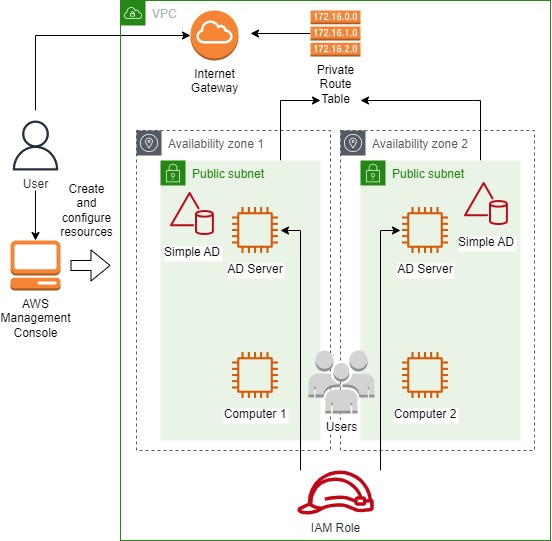 VPC
172.16.0.0
172.16.1.0
172.16.2.0
Internet
Gateway
Private
Route
Table
Availability zone 1
Availability zone 2
User
Public subnet
Public subnet
Create
and
configure
resources
Simple AD
AD Server
AD Server
Simple AD
AWS
Management
Console
Computer 1
Users
Computer 2
IAM Role